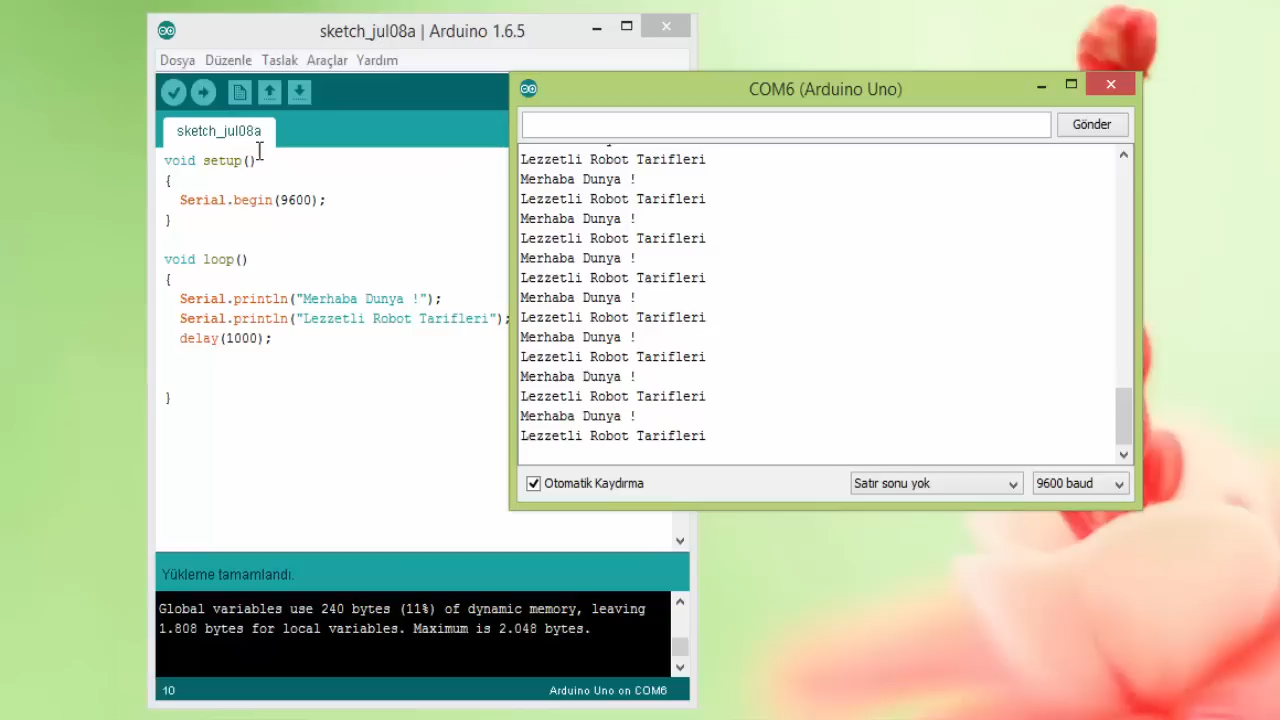 sketch_jul08a | Arduino 1.6.5
Dosya Düzenle Taslak Araçlar Yardım
sketch_jul08a
void setup()
{
Serial.begin(9600);
}
void loop()
{
Serial.println("Merhaba Dunya !");
Serial.println("Lezzetli Robot Tarifleri");
delay(1000);
}
Yükleme tamamlandı.
Global variables use 240 bytes (11%) of dynamic memory, leaving
1.808 bytes for local variables. Maximum is 2.048 bytes.
10 Arduino Uno on COM6
COM6 (Arduino Uno)
Gönder
Lezzetli Robot Tarifleri
Merhaba Dunya !
Lezzetli Robot Tarifleri
Merhaba Dunya !
Lezzetli Robot Tarifleri
Merhaba Dunya !
Lezzetli Robot Tarifleri
Merhaba Dunya !
Lezzetli Robot Tarifleri
Merhaba Dunya !
Lezzetli Robot Tarifleri
Merhaba Dunya !
Lezzetli Robot Tarifleri
Merhaba Dunya !
Lezzetli Robot Tarifleri
Otomatik Kaydırma Satır sonu yok 9600 baud